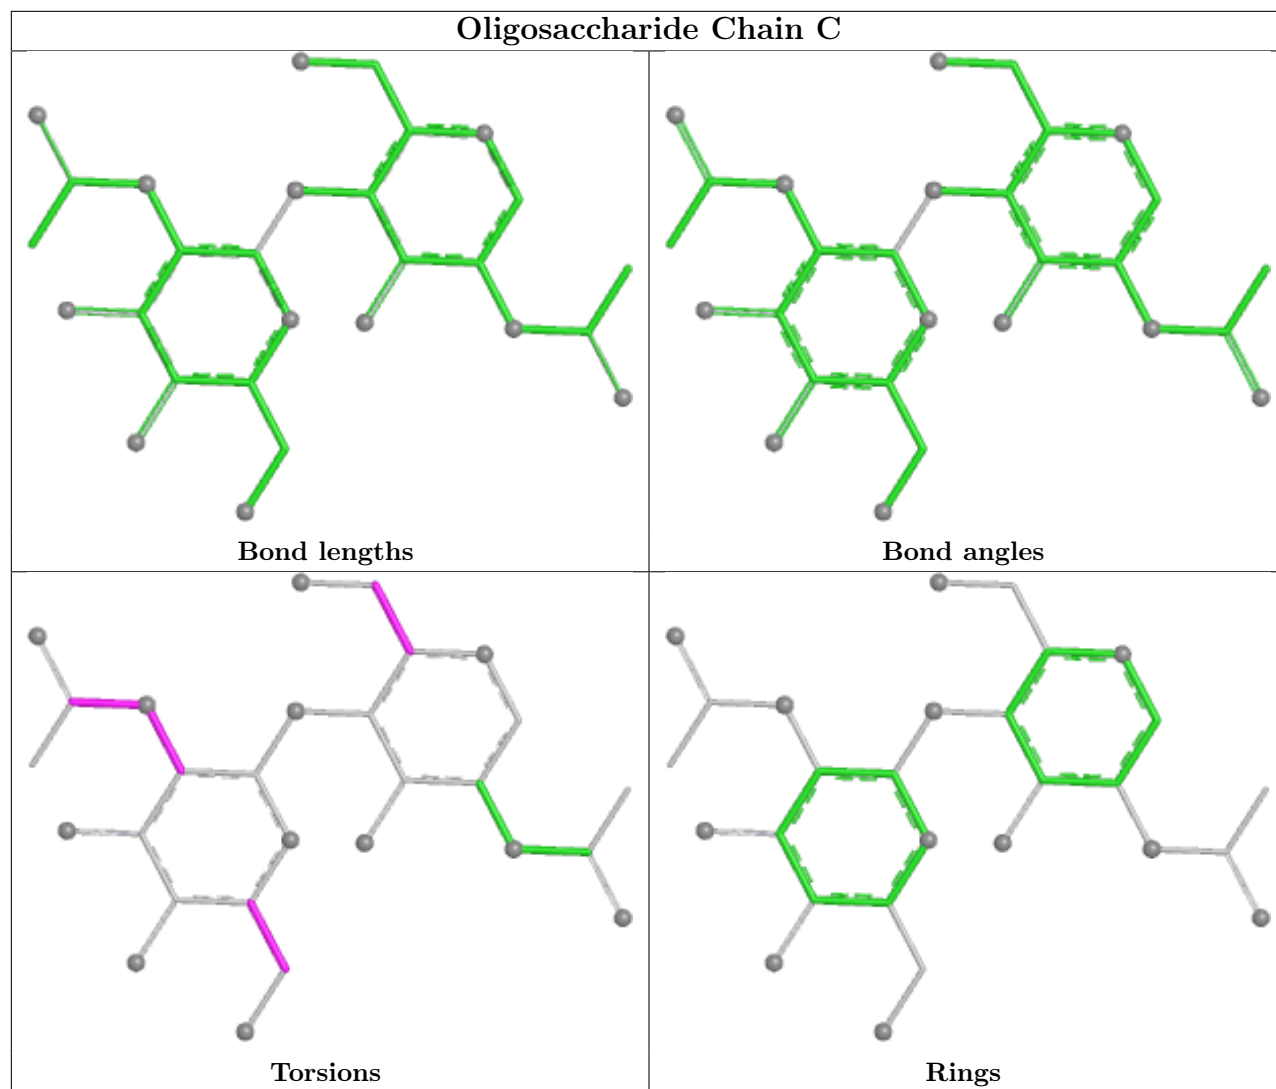 Oligosaccharide Chain C
Bond lengths
Bond angles
Torsions
Rings